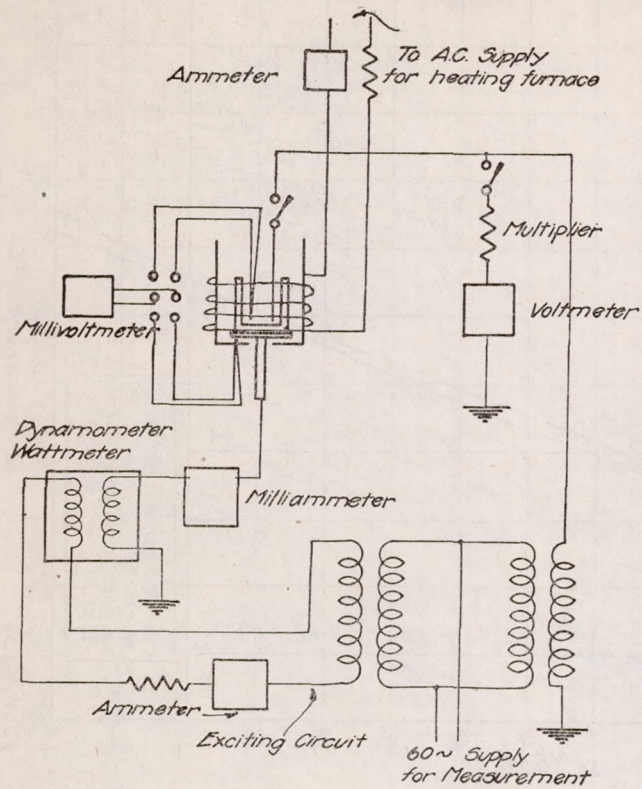 To A.C. Supply
for heating furnace
Ammeter
Multiplier
Voltmeter
Millivoltmeter
Dynamometer
Wattmeter
Milliammeter
Ammeter
Exciting Circuit
60~ Supply
for Measurement